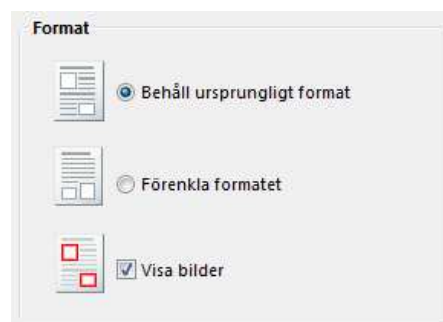 Format
Behåll ursprungligt format
Förenkla formatet
Visa bilder